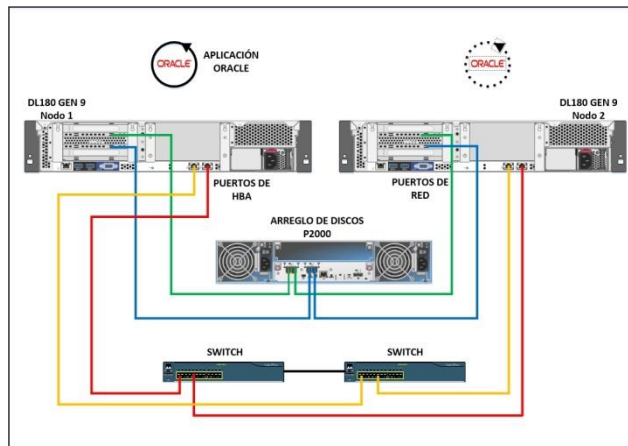 ORACLE
APLICACIÓN
ORACLE
ORACLE
DL180 GEN 9
Nodo 1
DL180 GEN 9
Nodo 2
PUERTOS DE
HBA
PUERTOS DE
RED
ARREGLO DE DISCOS
P2000
SWITCH
SWITCH